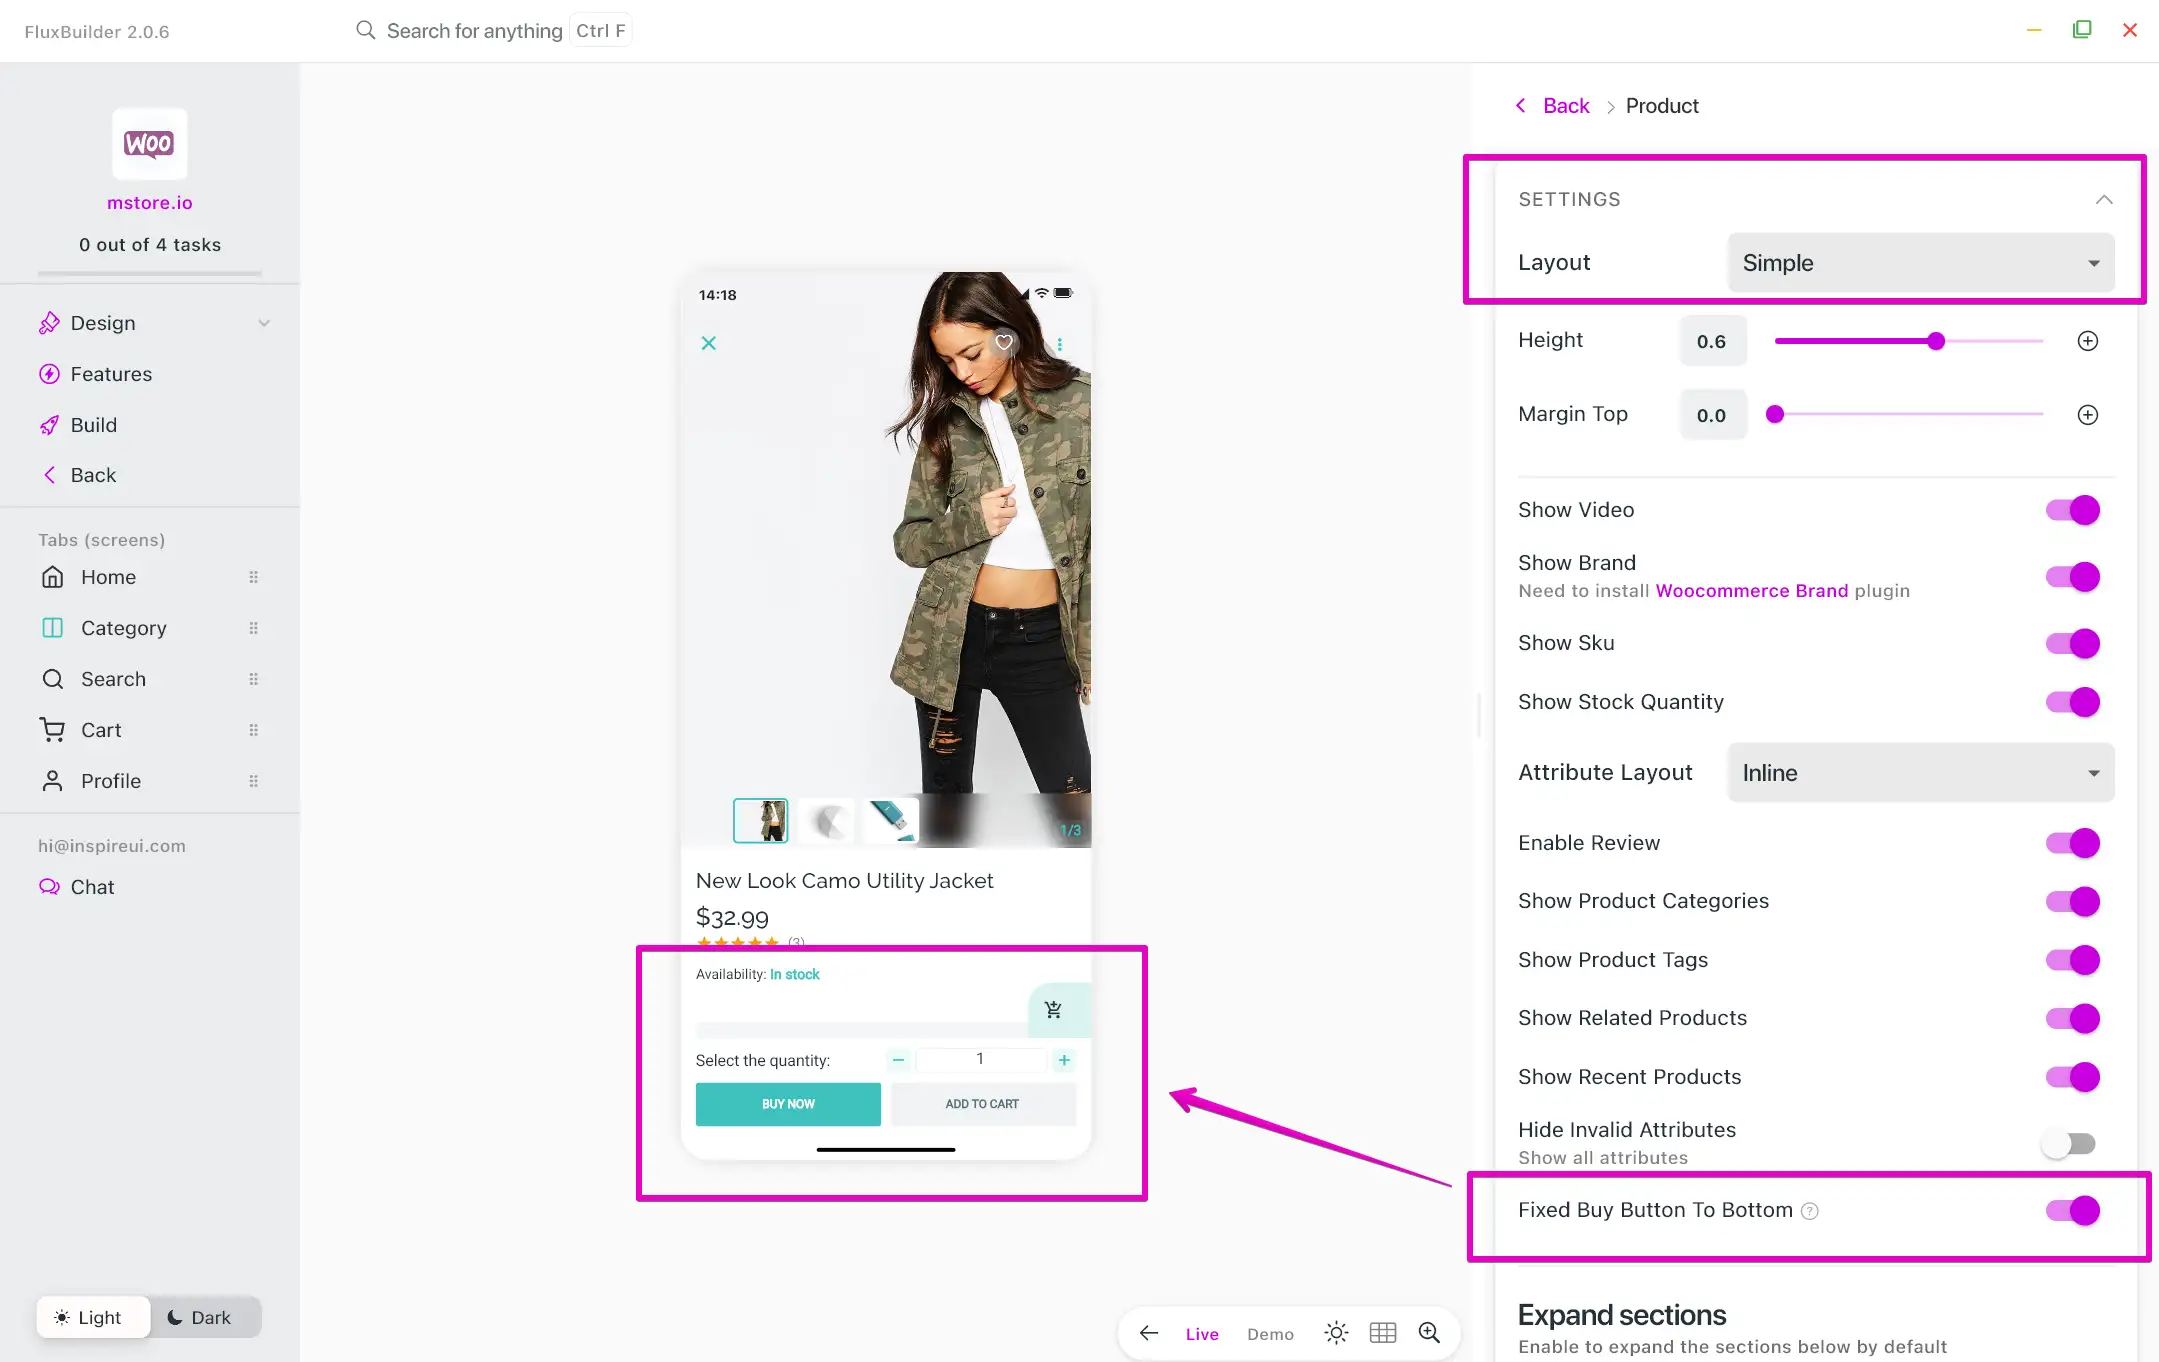 FluxBuilder 2.0.6
Search for anything
Ctrl F
WOO
mstore.io
0 out of 4 tasks
Design
Features
Build
Back
Tabs (screens)
Home
Category
Search
Cart
Profile
hi@inspireui.com
Chat
Light
Dark
14:18
1/3
New Look Camo Utility Jacket
$32.99
(3)
Availability: In stock
Select the quantity:
1
BUY NOW
ADD TO CART
Live
Demo
Back
Product
SETTINGS
Layout
Simple
Height
0.6
Margin Top
0.0
Show Video
Show Brand
Need to install Woocommerce Brand plugin
Show Sku
Show Stock Quantity
Attribute Layout
Inline
Enable Review
Show Product Categories
Show Product Tags
Show Related Products
Show Recent Products
Hide Invalid Attributes
Show all attributes
Fixed Buy Button To Bottom
Expand sections
Enable to expand the sections below by default